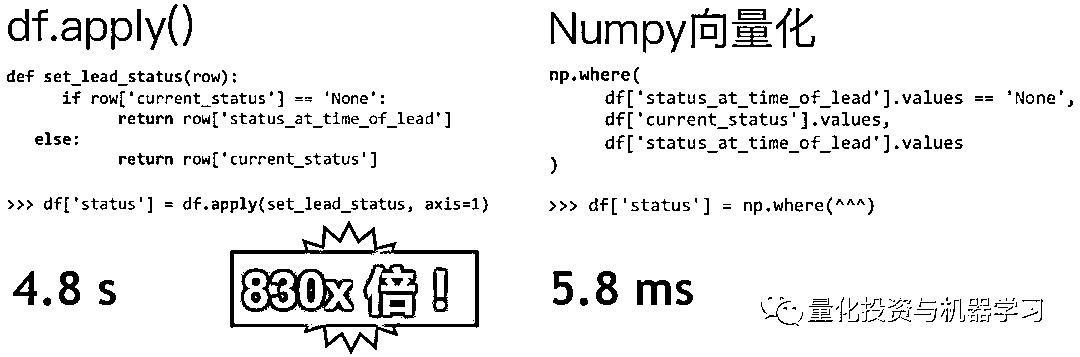 df.apply()
def set_lead_status(row):
if row['current_status'] == 'None':
return row['status_at_time_of_lead']
else:
return row['current_status']
>>> df['status'] = df.apply(set_lead_status, axis=1)
4.8 s
830x 倍！
Numpy向量化
np.where(
df['status_at_time_of_lead'].values == 'None',
df['current_status'].values,
df['status_at_time_of_lead'].values
)
>>> df['status'] = np.where(^^^)
5.8 ms
量化投资与机器学习